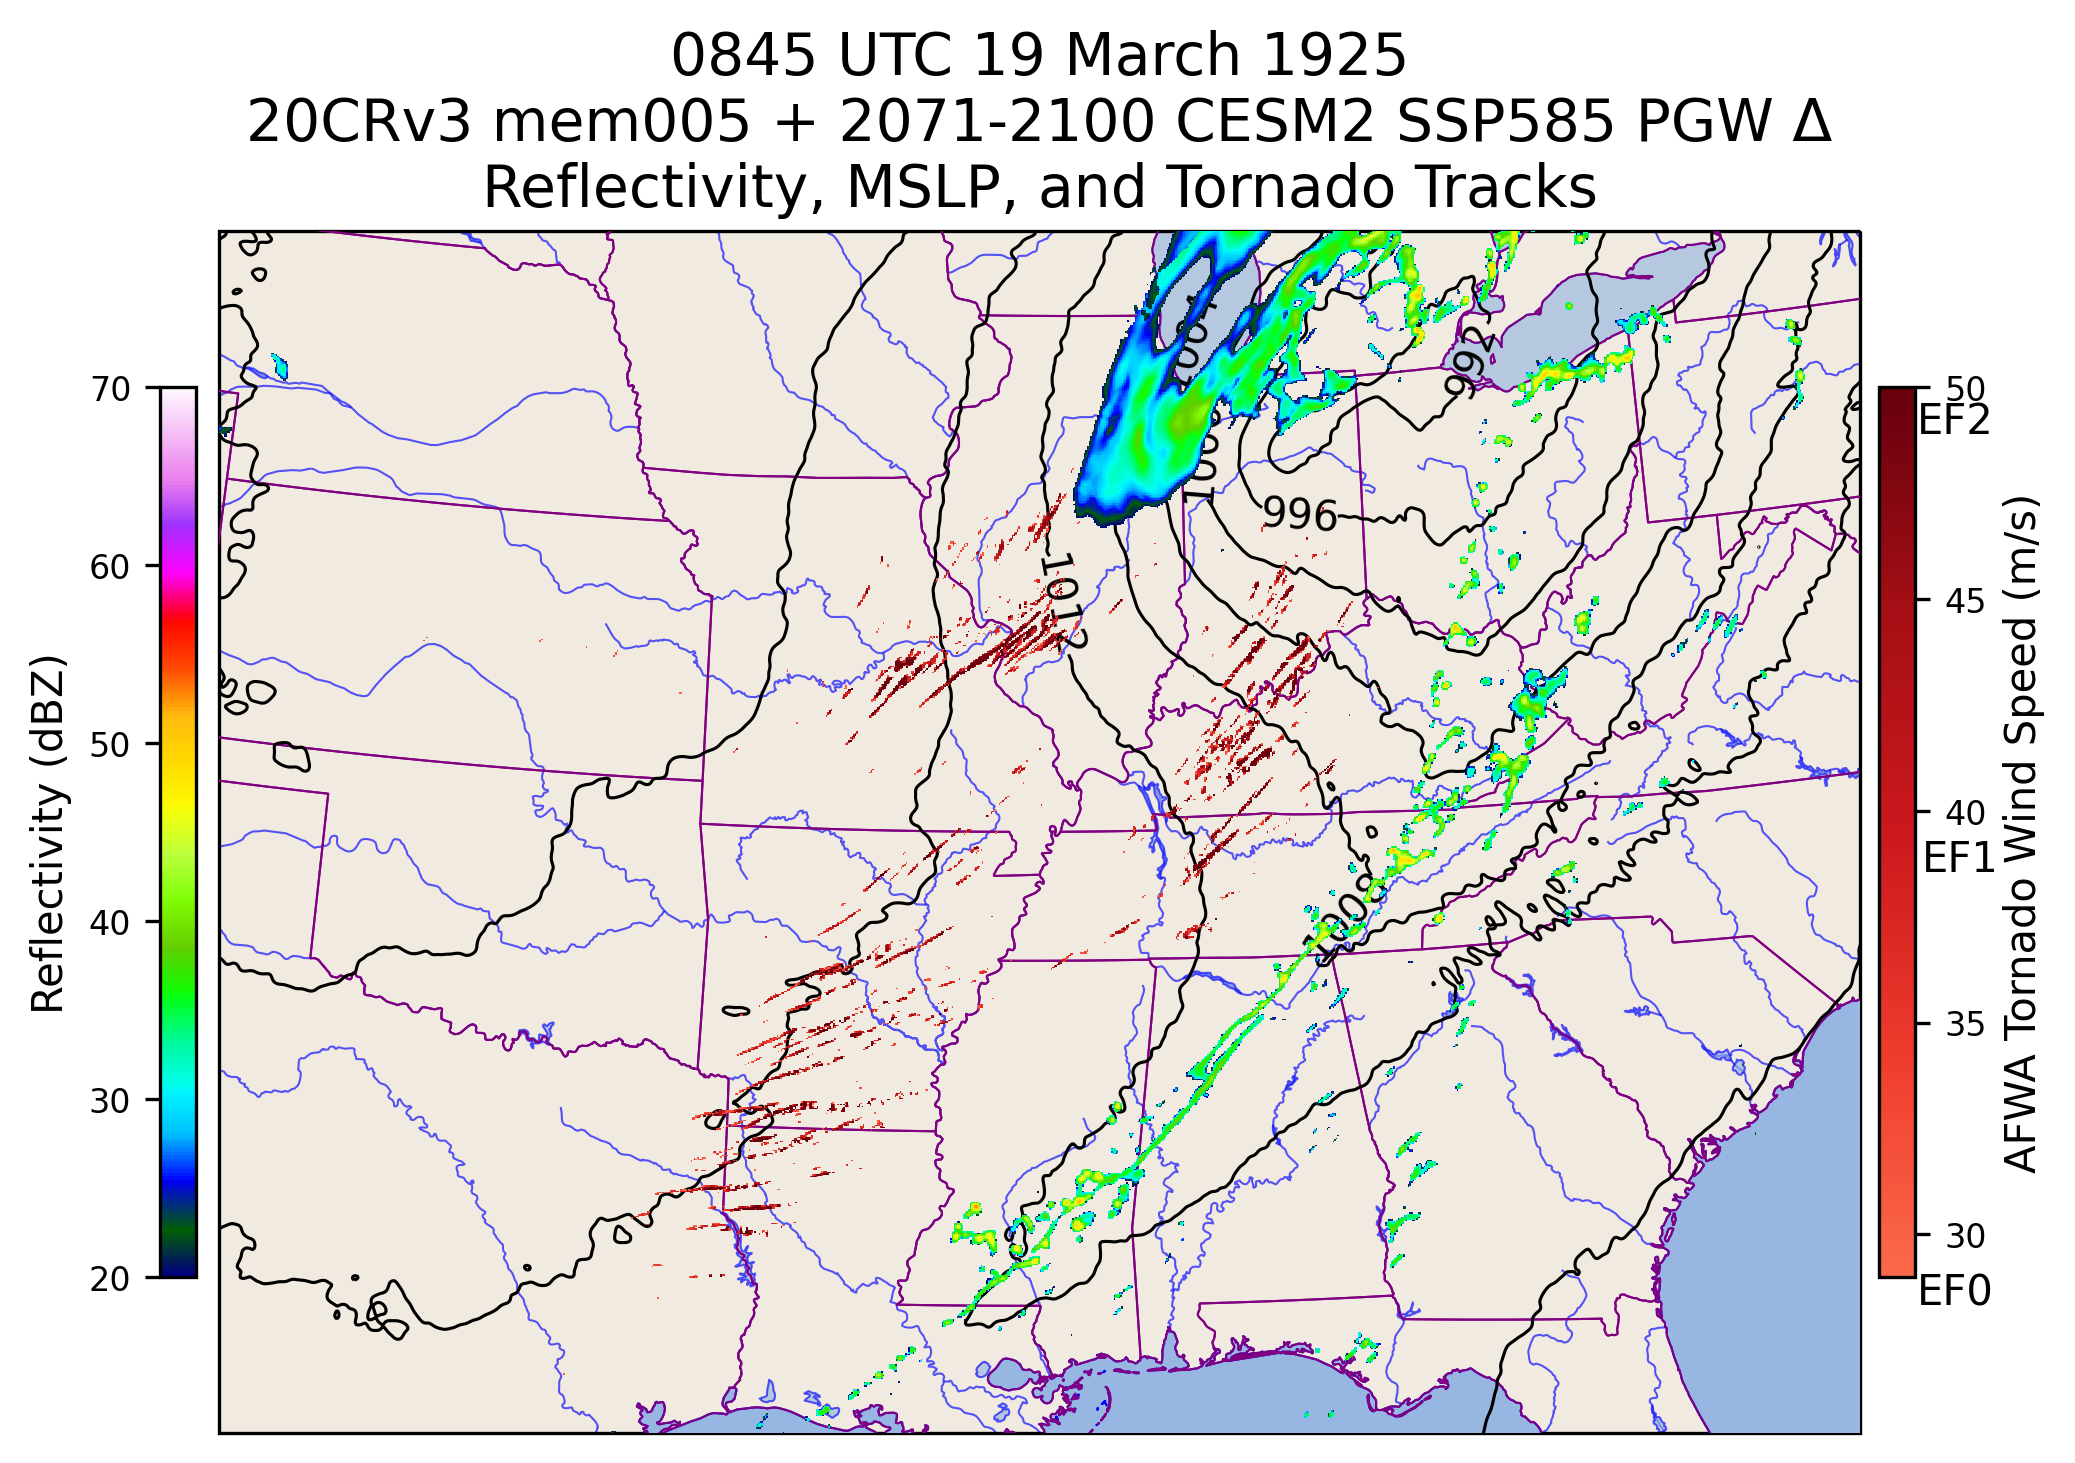 0845 UTC 19 March 1925
20CRv3 mem005 + 2071-2100 CESM2 SSP585 PGW Δ
Reflectivity, MSLP, and Tornado Tracks
Reflectivity (dBZ)
70
60
50
40
30
20
1004
992
996
1012
1008
50
EF2
45
40
EF1
35
30
EF0
AFWA Tornado Wind Speed (m/s)